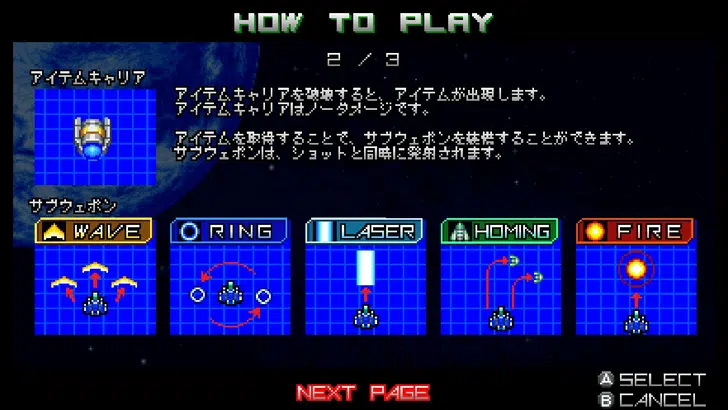 HOW TO PLAY
2 / 3
アイテムキャリア
アイテムキャリアを破壊すると、アイテムが出現します。
アイテムキャリアはノーダメージです。
アイテムを取得することで、サブウェポンを装備することができます。
サブウェポンは、ショットと同時に発射されます。
サブウェポン
WAVE
RING
LASER
HOMING
FIRE
NEXT PAGE
A SELECT
B CANCEL